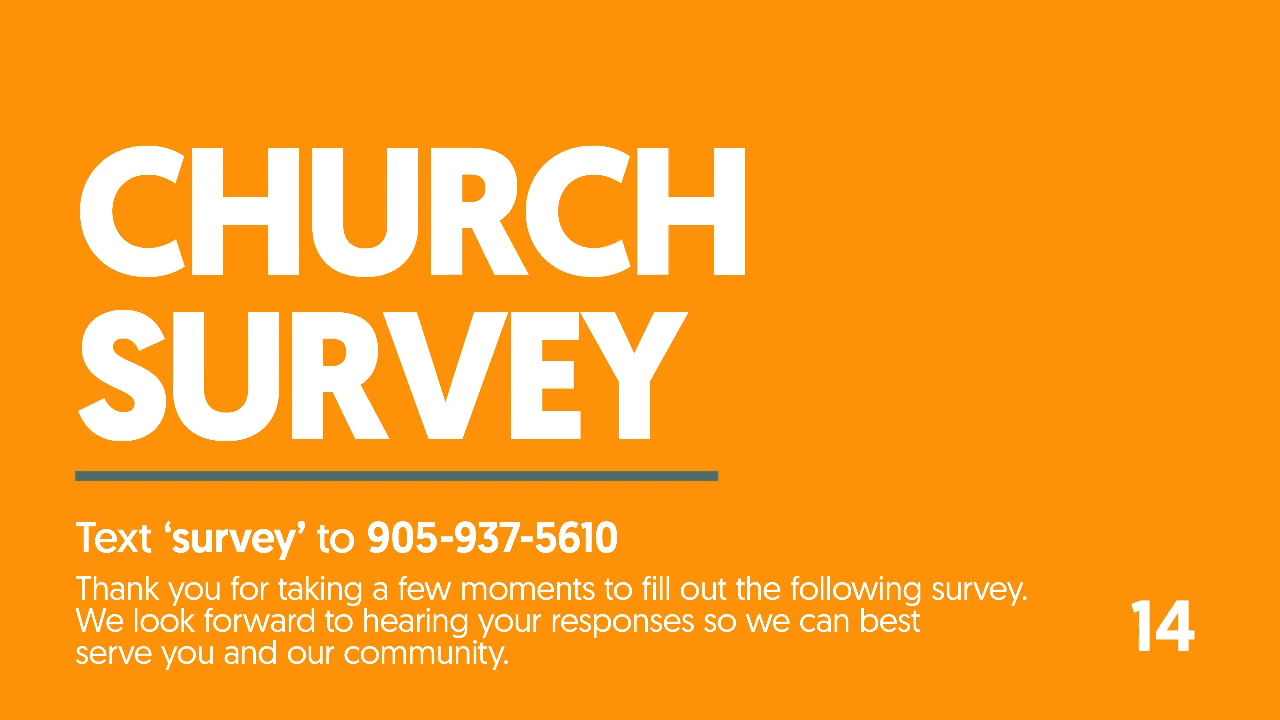 CHURCH
SURVEY
Text ‘survey’ to 905-937-5610
Thank you for taking a few moments to fill out the following survey.
We look forward to hearing your responses so we can best
serve you and our community.
14